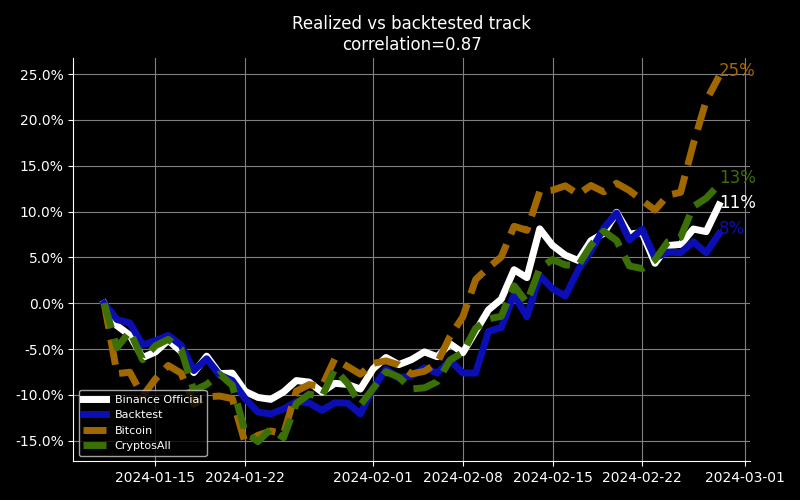 Realized vs backtested track
correlation=0.87
25.0%
20.0%
15.0%
10.0%
5.0%
0.0%
-5.0%
-10.0%
-15.0%
25%
13%
11%
8%
Binance Official
Backtest
Bitcoin
CryptosAll
2024-01-15 2024-01-22 2024-02-01 2024-02-08 2024-02-15 2024-02-22 2024-03-01